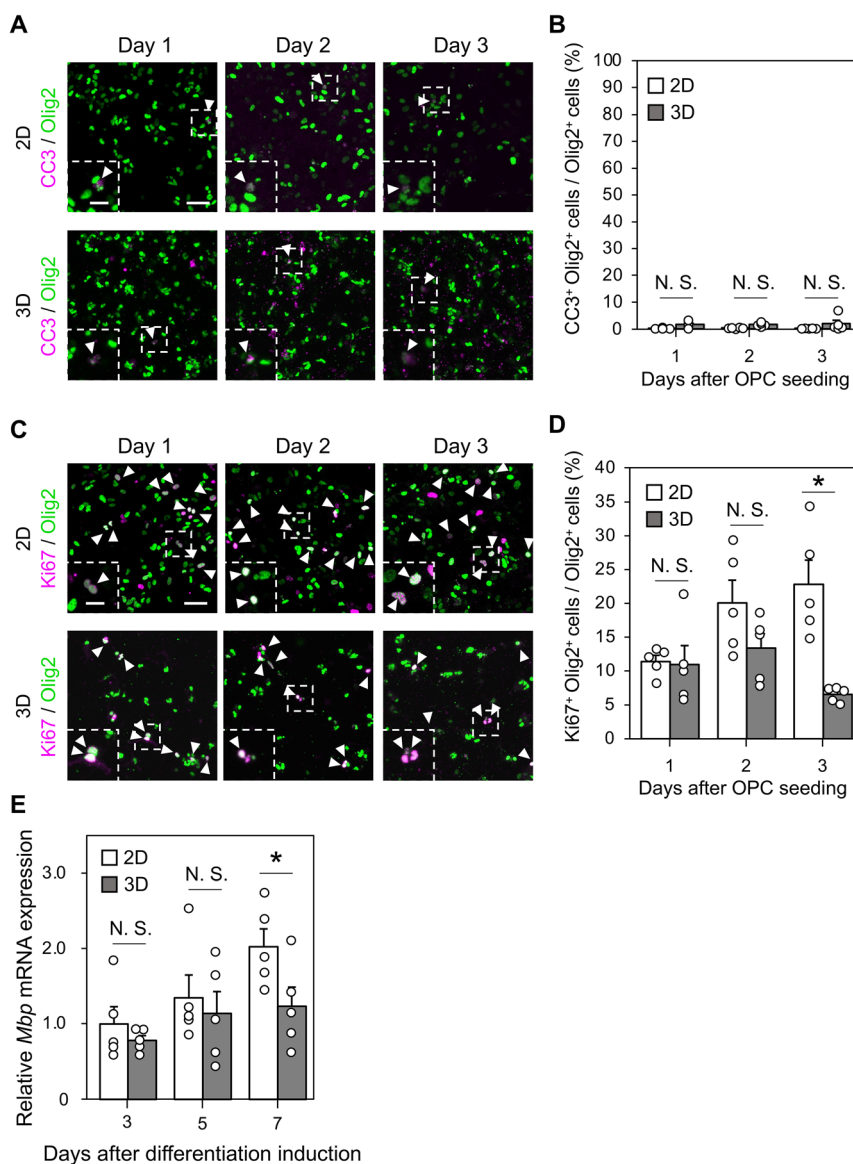 A
Day 1
Day 2
Day 3
2D
CC3 / Olig2
3D
CC3 / Olig2
B
CC3⁺ Olig2⁺ cells / Olig2⁺ cells (%)
100
90
80
70
60
50
40
30
20
10
0
2D
3D
N. S.
N. S.
N. S.
1
2
3
Days after OPC seeding
C
Day 1
Day 2
Day 3
2D
Ki67 / Olig2
3D
Ki67 / Olig2
D
Ki67⁺ Olig2⁺ cells / Olig2⁺ cells (%)
40
35
30
25
20
15
10
5
0
2D
3D
N. S.
N. S.
*
1
2
3
Days after OPC seeding
E
Relative Mbp mRNA expression
3.0
2.0
1.0
0
2D
3D
N. S.
N. S.
*
3
5
7
Days after differentiation induction